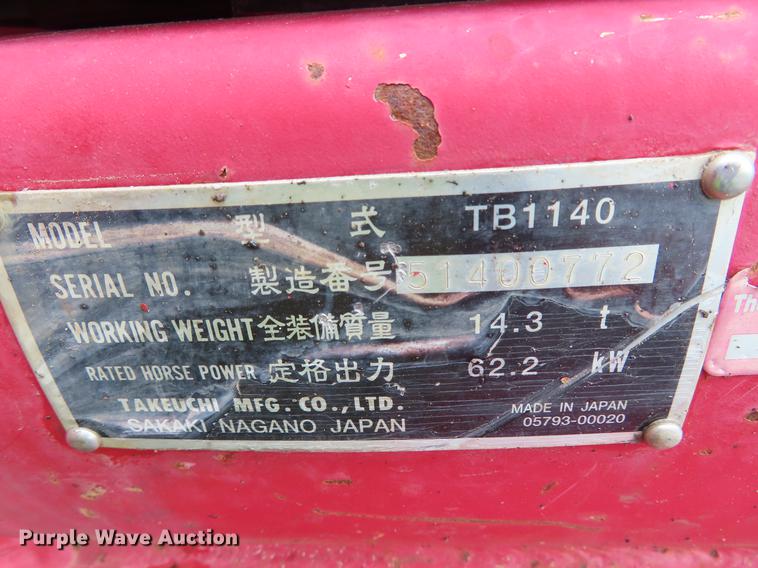 MODEL 型 式 TB1140
SERIAL NO. 製造番号 51400772
WORKING WEIGHT 全装備質量 14.3 t
RATED HORSE POWER 定格出力 62.2 kW
TAKEUCHI MFG. CO., LTD.
SAKAKI NAGANO JAPAN
MADE IN JAPAN
05793-00020
Th
Purple Wave Auction